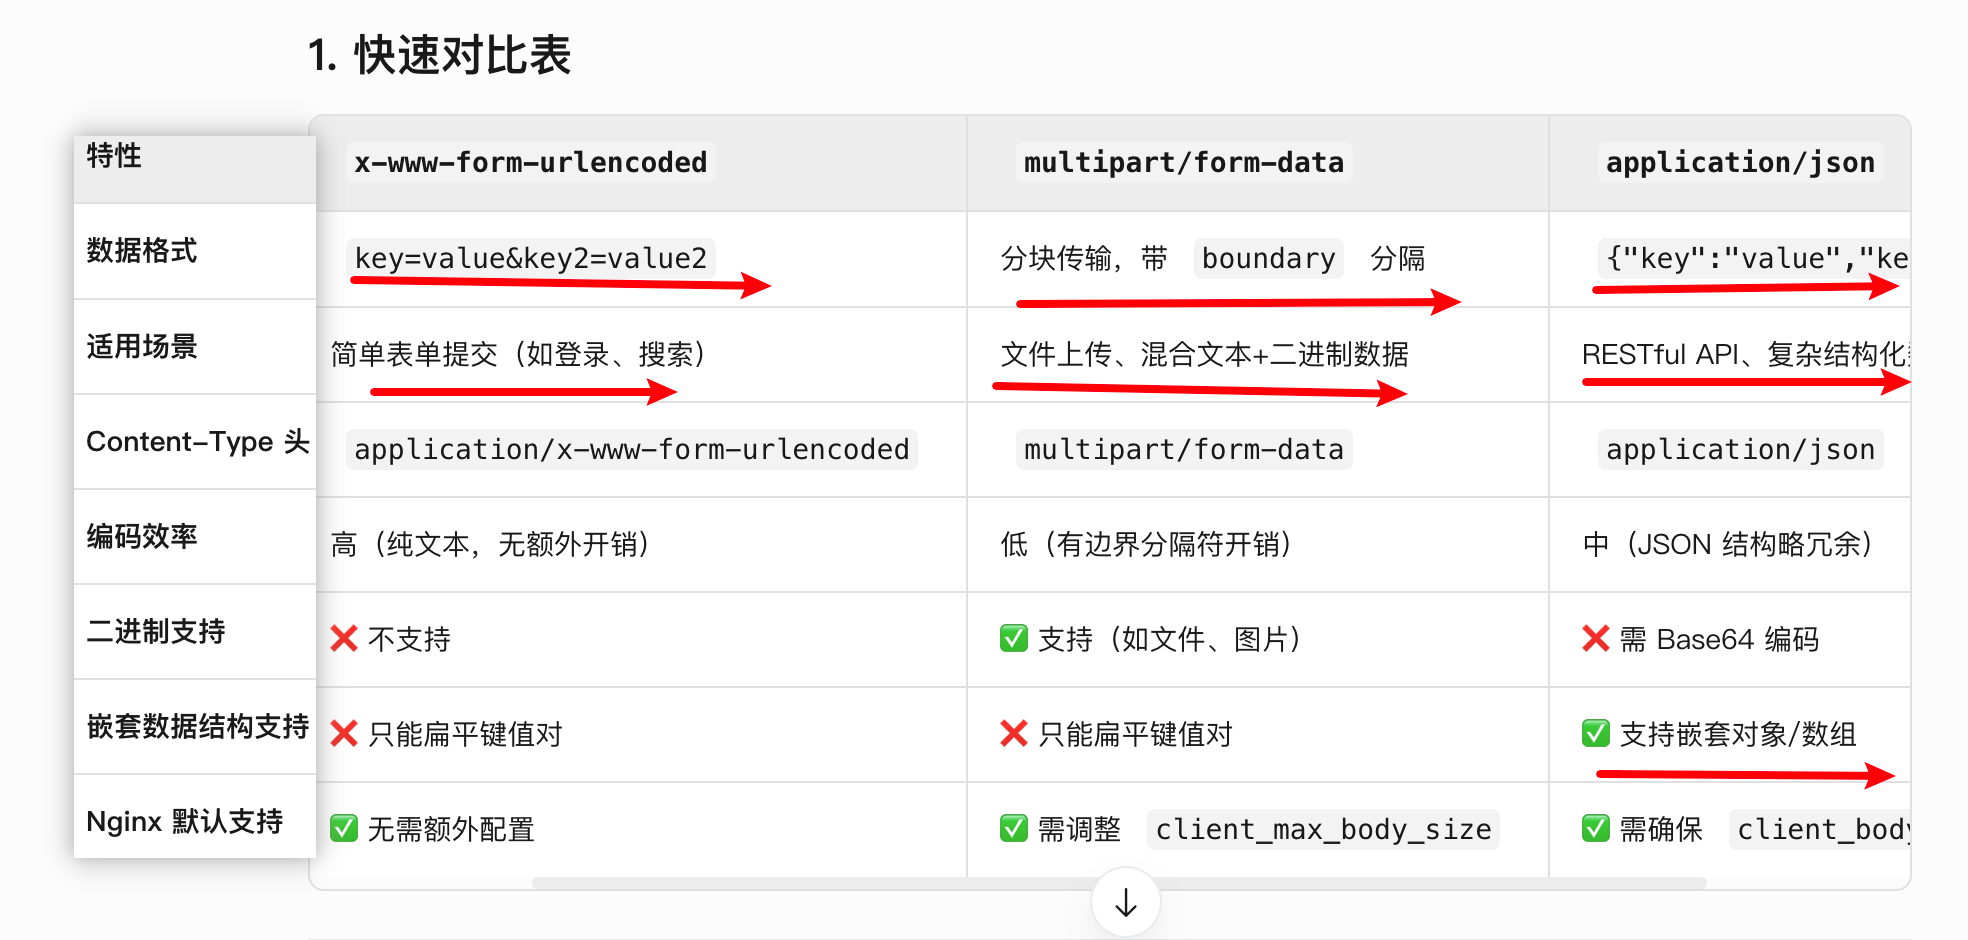 1. 快速对比表
特性 x-www-form-urlencoded multipart/form-data application/json
数据格式 key=value&key2=value2 分块传输，带 boundary 分隔 {"key":"value","ke
适用场景 简单表单提交（如登录、搜索） 文件上传、混合文本+二进制数据 RESTful API、复杂结构化
Content-Type 头 application/x-www-form-urlencoded multipart/form-data application/json
编码效率 高（纯文本，无额外开销） 低（有边界分隔符开销） 中（JSON 结构略冗余）
二进制支持 ❌ 不支持 ✅ 支持（如文件、图片） ❌ 需 Base64 编码
嵌套数据结构支持 ❌ 只能扁平键值对 ❌ 只能扁平键值对 ✅ 支持嵌套对象/数组
Nginx 默认支持 ✅ 无需额外配置 ✅ 需调整 client_max_body_size ✅ 需确保 client_body